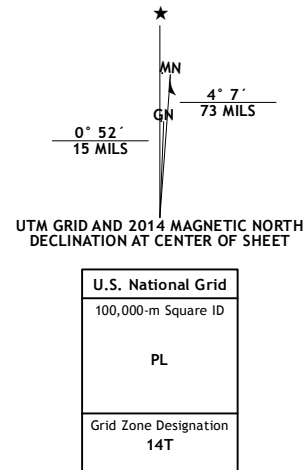 MN
4° 7´
73 MILS
GN
0° 52´
15 MILS
UTM GRID AND 2014 MAGNETIC NORTH
DECLINATION AT CENTER OF SHEET
U.S. National Grid
100,000-m Square ID
PL
Grid Zone Designation
14T